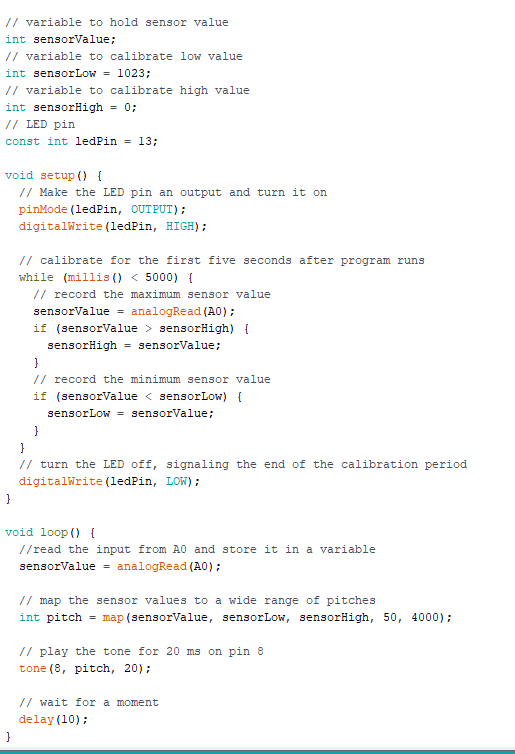 // variable to hold sensor value
int sensorValue;
// variable to calibrate low value
int sensorLow = 1023;
// variable to calibrate high value
int sensorHigh = 0;
// LED pin
const int ledPin = 13;

void setup() {
  // Make the LED pin an output and turn it on
  pinMode(ledPin, OUTPUT);
  digitalWrite(ledPin, HIGH);

  // calibrate for the first five seconds after program runs
  while (millis() < 5000) {
    // record the maximum sensor value
    sensorValue = analogRead(A0);
    if (sensorValue > sensorHigh) {
      sensorHigh = sensorValue;
    }
    // record the minimum sensor value
    if (sensorValue < sensorLow) {
      sensorLow = sensorValue;
    }
  }
  // turn the LED off, signaling the end of the calibration period
  digitalWrite(ledPin, LOW);
}

void loop() {
  //read the input from A0 and store it in a variable
  sensorValue = analogRead(A0);

  // map the sensor values to a wide range of pitches
  int pitch = map(sensorValue, sensorLow, sensorHigh, 50, 4000);

  // play the tone for 20 ms on pin 8
  tone(8, pitch, 20);

  // wait for a moment
  delay(10);
}